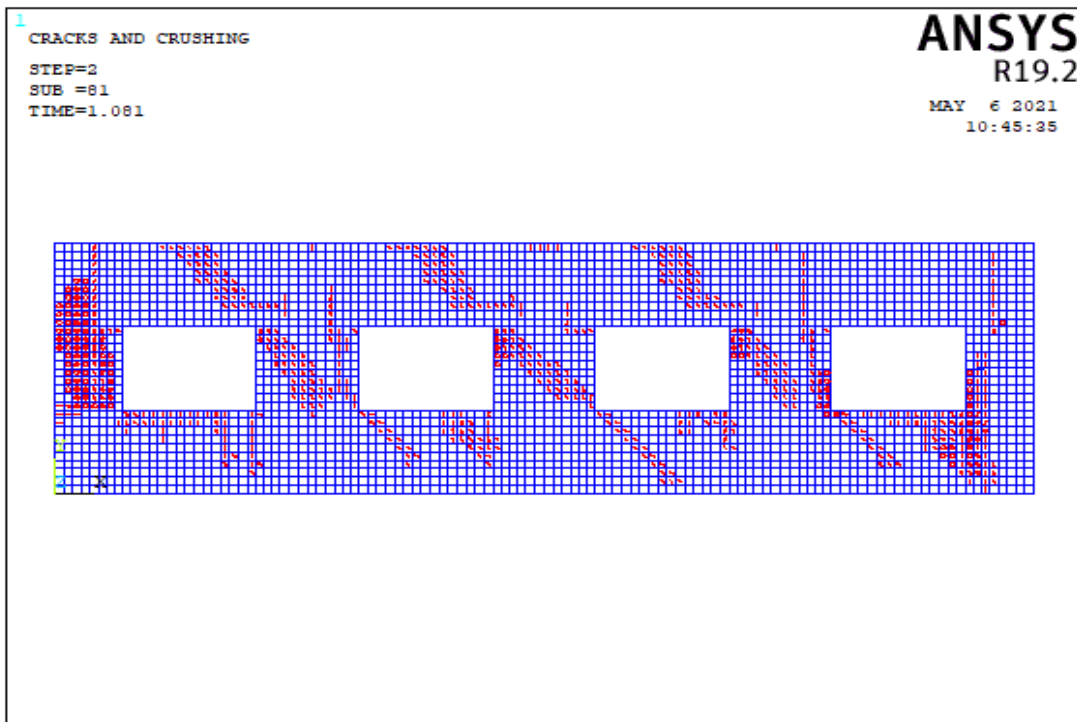 1
CRACKS AND CRUSHING
STEP=2
SUB =81
TIME=1.081
ANSYS
R19.2
MAY 6 2021
10:45:35
Y
Z X